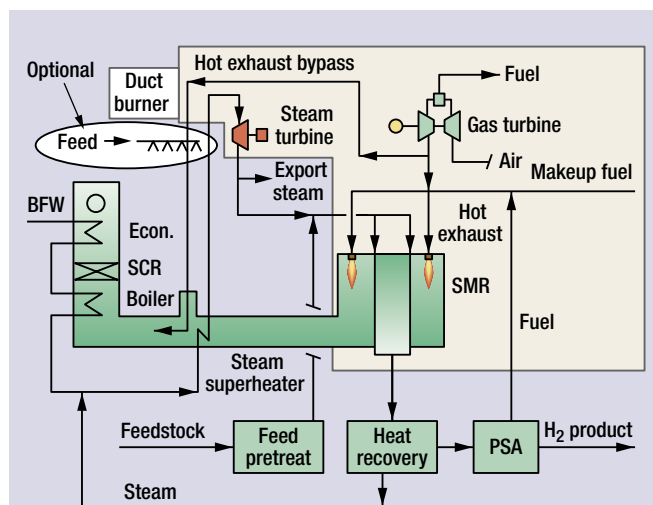 Optional
Duct
burner
Hot exhaust bypass
Fuel
Feed
Steam
turbine
Gas turbine
Air
Export
steam
Makeup fuel
BFW
Econ.
Hot
exhaust
SCR
SMR
Boiler
Fuel
Steam
superheater
Feedstock
Feed
pretreat
Heat
recovery
PSA
H₂ product
Steam